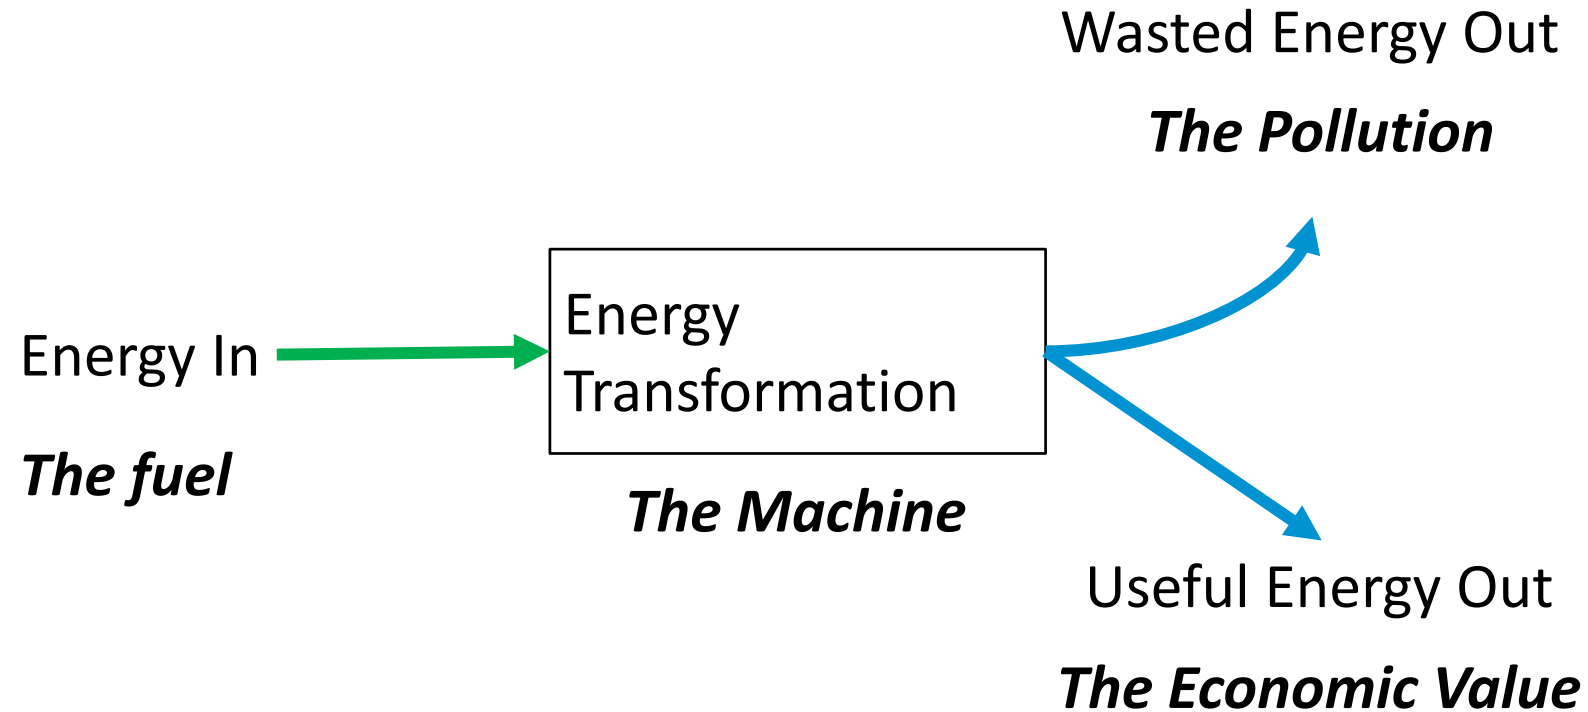 Wasted Energy Out
The Pollution
Energy In
The fuel
Energy
Transformation
The Machine
Useful Energy Out
The Economic Value